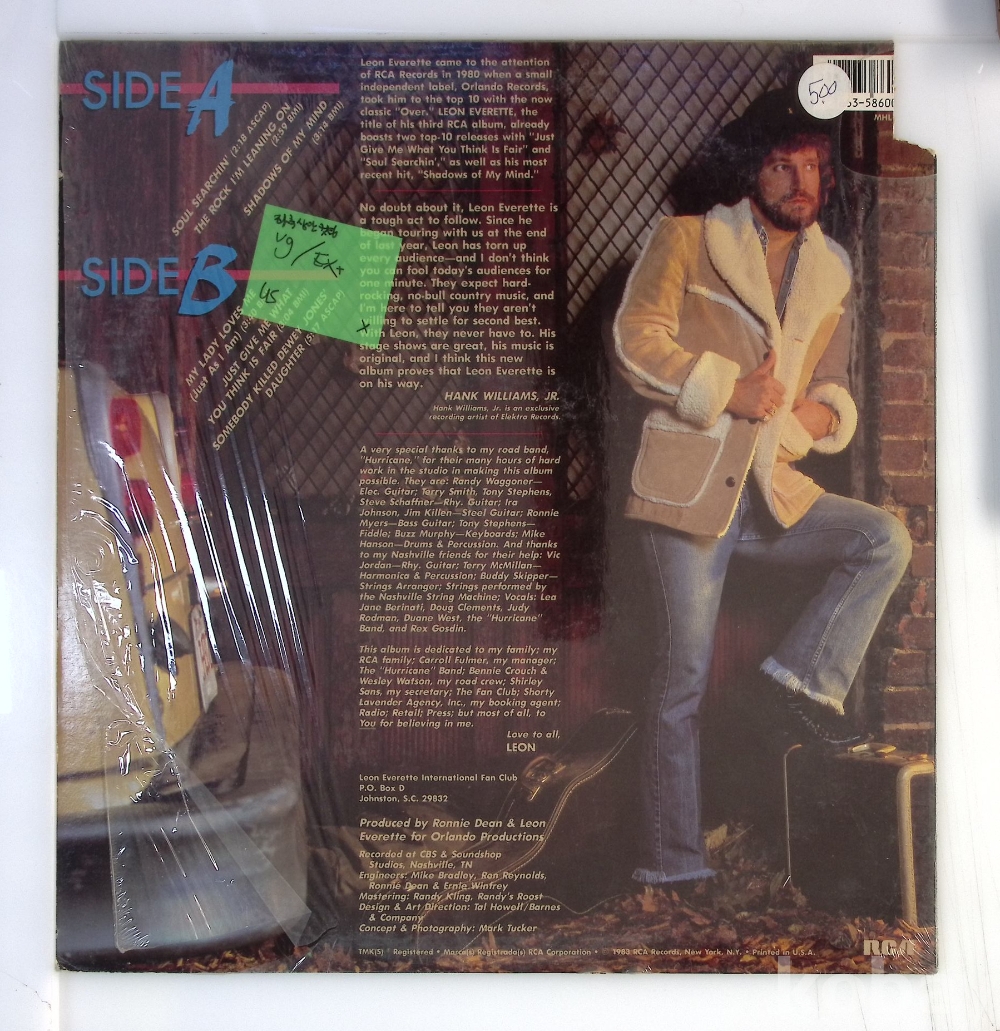 SIDE A
SOUL SEARCHIN' (2:18 ASCAP)
THE ROCK I'M LEANING ON
(2:59 BMI)
SHADOWS OF MY MIND
(3:14 BMI)
SIDE B
MY LADY LOVES ME
(Just As I Am)
JUST GIVE ME WHAT
YOU THINK IS FAIR
SOMEBODY KILLED DEWEY JONES'
DAUGHTER
VG / EX+
US
Leon Everette came to the attention
of RCA Records in 1980 when a small
independent label, Orlando Records,
took him to the top 10 with the now
classic "Over." LEON EVERETTE, the
title of his third RCA album, already
boasts two top-10 releases with "Just
Give Me What You Think Is Fair" and
"Soul Searchin'," as well as his most
recent hit, "Shadows of My Mind."
No doubt about it, Leon Everette is
a tough act to follow. Since he
began touring with us at the end
of last year, Leon has torn up
every audience—and I don't think
you can fool today's audiences for
one minute. They expect hard-
rocking, no-bull country music, and
I'm here to tell you they aren't
willing to settle for second best.
With Leon, they never have to. His
stage shows are great, his music is
original, and I think this new
album proves that Leon Everette is
on his way.
HANK WILLIAMS, JR.
Hank Williams, Jr. is an exclusive
recording artist of Elektra Records.
A very special thanks to my road band,
"Hurricane," for their many hours of hard
work in the studio in making this album
possible. They are: Randy Waggoner—
Elec. Guitar; Terry Smith, Tony Stephens,
Steve Schaffner—Rhy. Guitar; Ira
Johnson, Jim Killen—Steel Guitar; Ronnie
Myers—Bass Guitar; Tony Stephens—
Fiddle; Buzz Murphy—Keyboards; Mike
Hanson—Drums & Percussion. And thanks
to my Nashville friends for their help: Vic
Jordan—Rhy. Guitar; Terry McMillan—
Harmonica & Percussion; Buddy Skipper—
Strings Arranger; Strings performed by
the Nashville String Machine; Vocals: Lea
Jane Berinati, Doug Clements, Judy
Rodman, Duane West, the "Hurricane"
Band, and Rex Gosdin.
This album is dedicated to my family; my
RCA family; Carroll Fulmer, my manager;
The "Hurricane" Band; Bennie Crouch &
Wesley Watson, my road crew; Shirley
Sans, my secretary; The Fan Club; Shorty
Lavender Agency, Inc., my booking agent;
Radio; Retail; Press; but most of all, to
You for believing in me.
Love to all,
LEON
Leon Everette International Fan Club
P.O. Box D
Johnston, S.C. 29832
Produced by Ronnie Dean & Leon
Everette for Orlando Productions
Recorded at CBS & Soundshop
Studios, Nashville, TN
Engineers: Mike Bradley, Ron Reynolds,
Ronnie Dean & Ernie Winfrey
Mastering: Randy Kling, Randy's Roost
Design & Art Direction: Tal Howell/Barnes
& Company
Concept & Photography: Mark Tucker
TMK(S) ® Registered • Marca(s) Registrada(s) RCA Corporation • 1983 RCA Records, New York, N.Y. • Printed in U.S.A.
5.00
63-5860
MHL
RCA